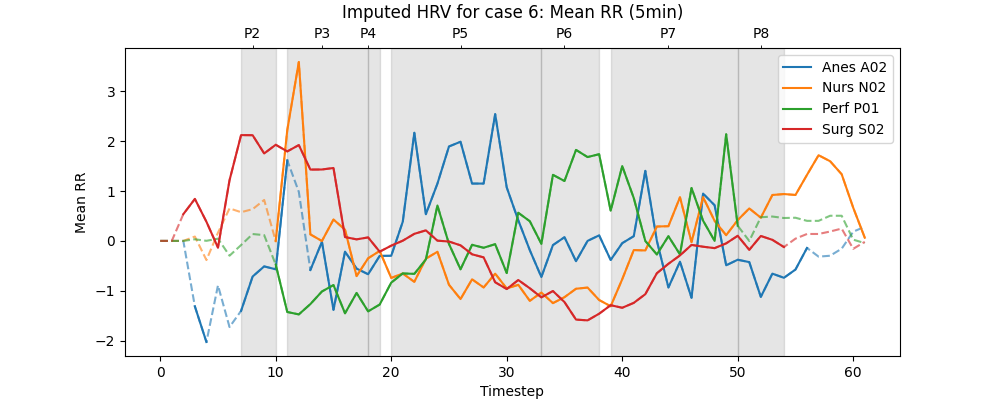 Imputed HRV for case 6: Mean RR (5min)
P2 P3 P4 P5 P6 P7 P8
Anes A02
Nurs N02
Perf P01
Surg S02
Mean RR
3
2
1
0
−1
−2
0 10 20 30 40 50 60
Timestep